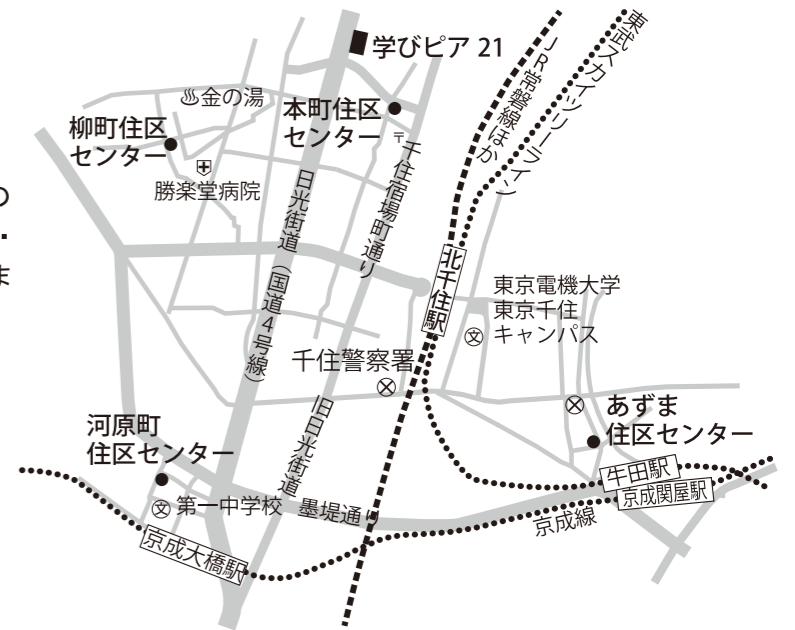 学びピア 21
東武スカイツリーライン
JR常磐線ほか
♨金の湯
本町住区
センター
柳町住区
センター
〒
千住宿場町通り
勝楽堂病院
日光街道（国道4号線）
の
ま
北千住駅
東京電機大学
東京千住
キャンパス
文
千住警察署
旧日光街道
あずま
住区センター
河原町
住区センター
牛田駅
京成関屋駅
文 第一中学校
墨堤通り
京成線
京成大橋駅